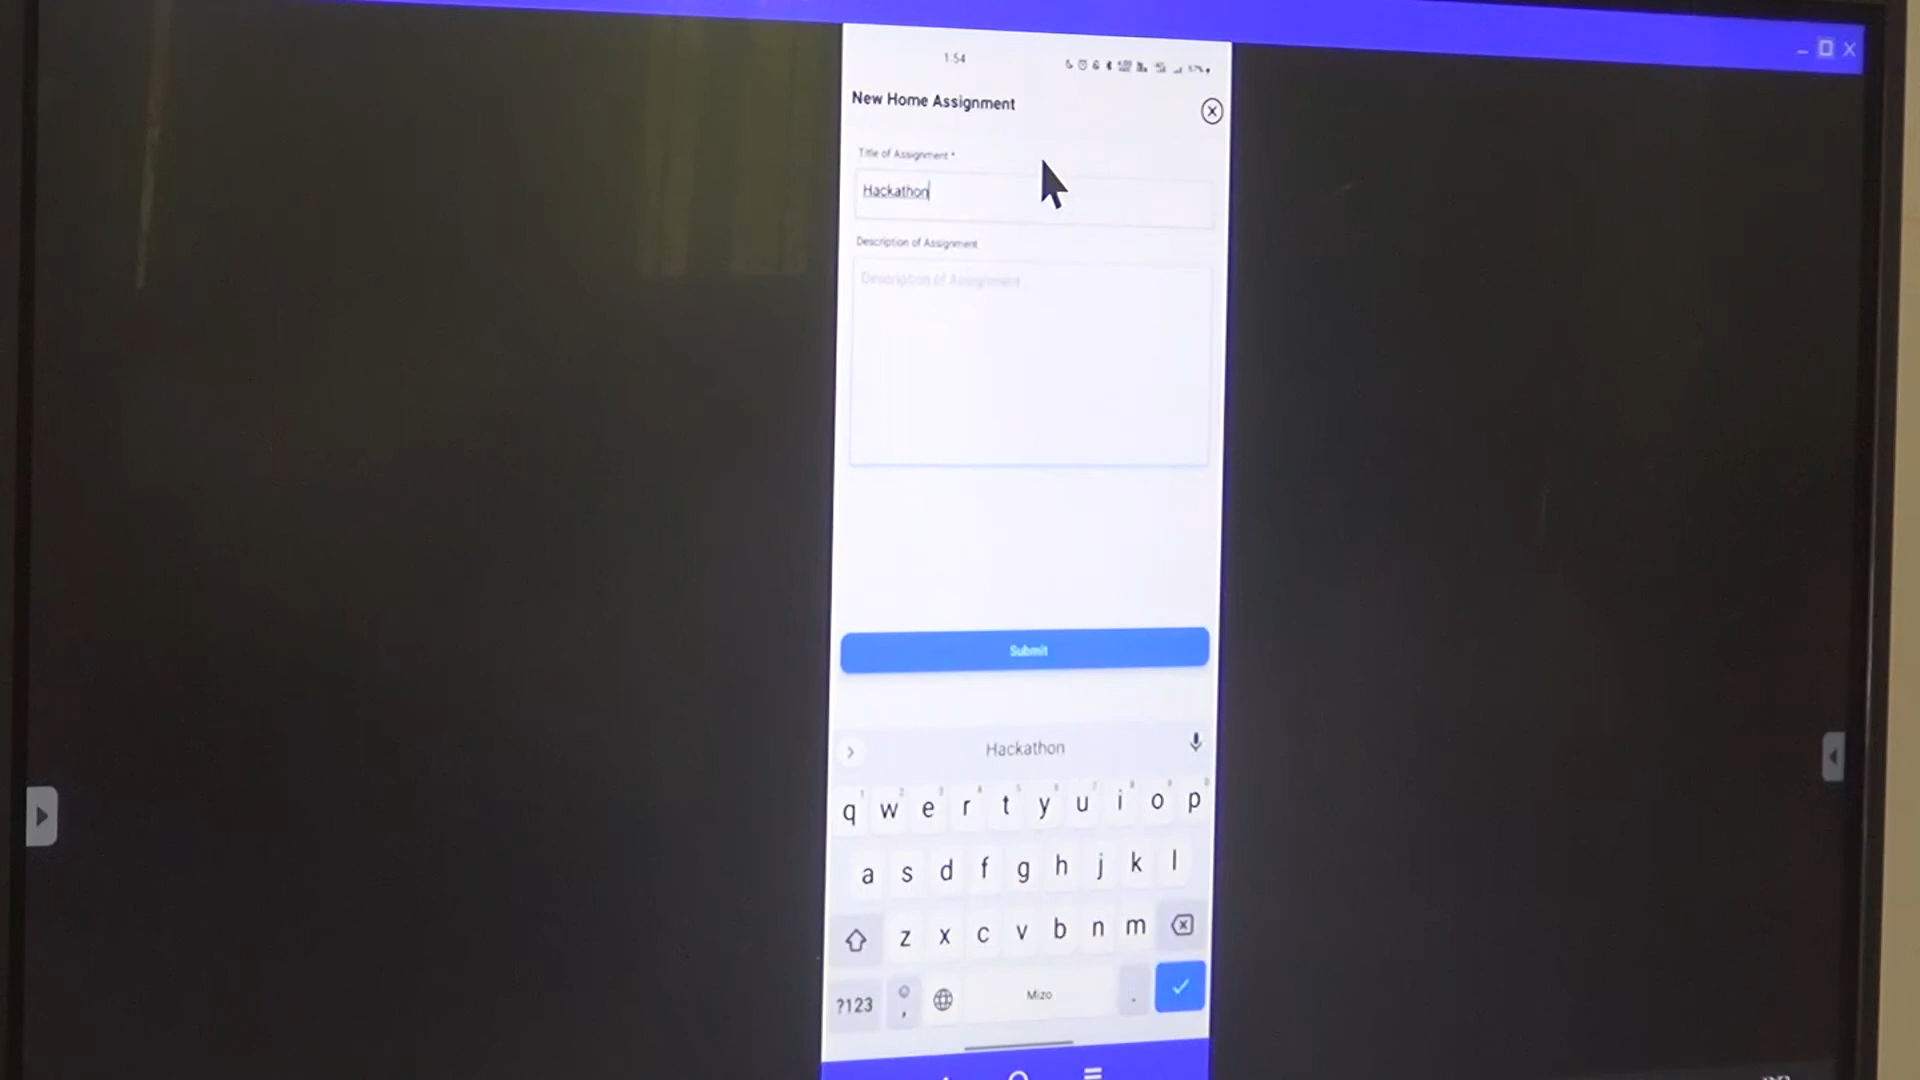 1:54
New Home Assignment
Title of Assignment *
Hackathon
Description of Assignment
Description of Assignment
Submit
Hackathon
q w e r t y u i o p
a s d f g h j k l
z x c v b n m
?123 , Mizo .